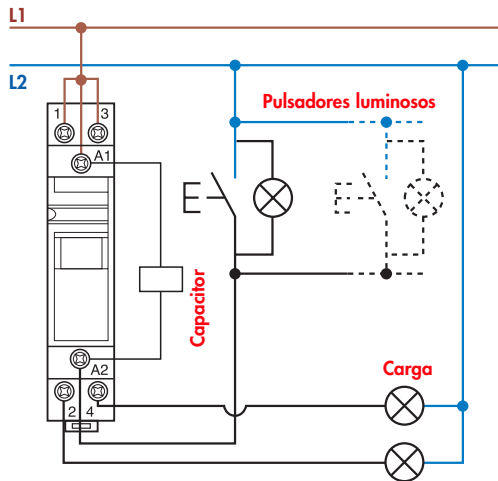 L1
L2
Pulsadores luminosos
1
3
A1
Capacitor
A2
Carga
2
4